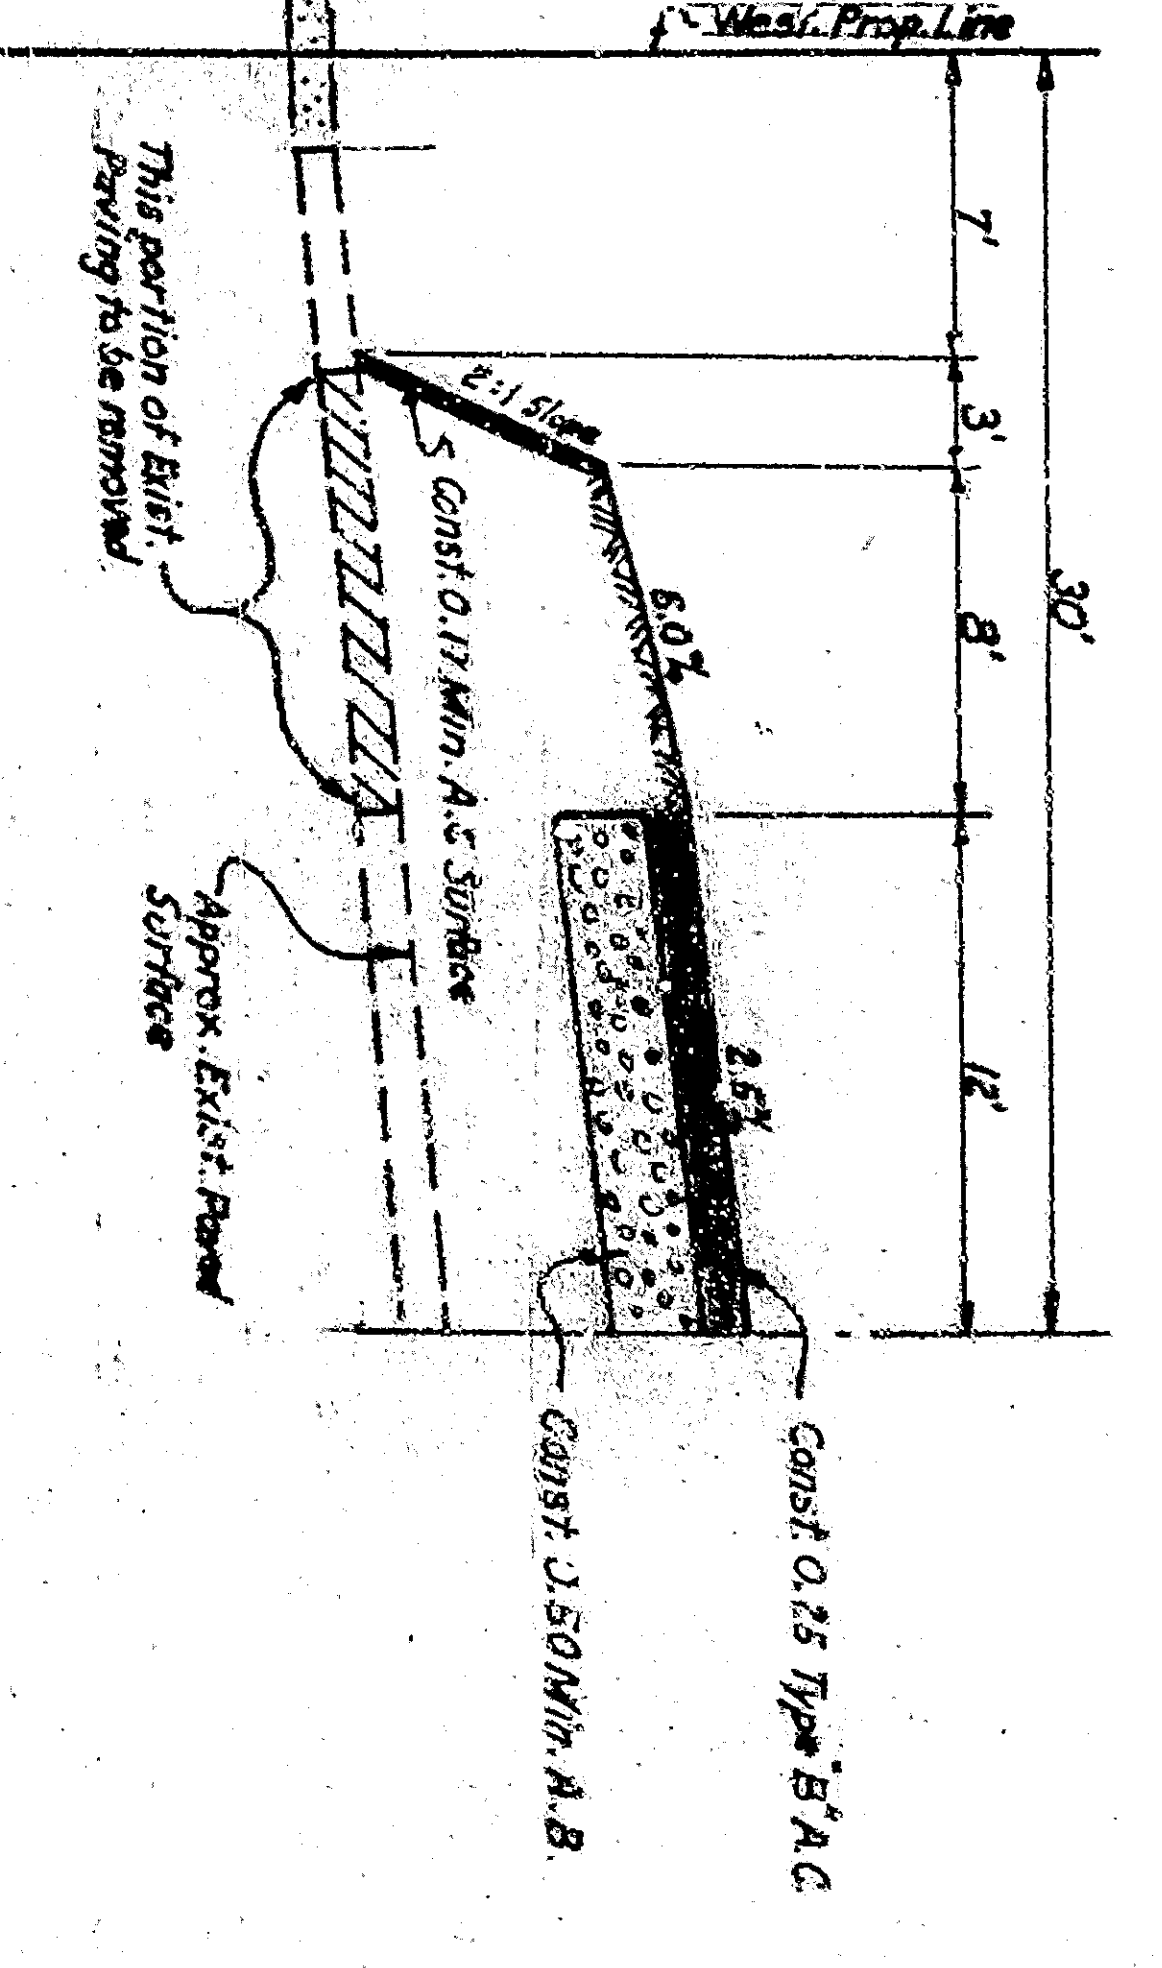 West. Prop. Line
30'
7'
3'
8'
12'
2:1 Slope
5.0%
2.5%
Const. 0.17 Min. A.C Surface
This portion of Exist.
Paving to be removed
Approx. Exist. Paved
Surface
Const. 0.25 Type "B" A.C.
Const. 0.50 Min. A.B.